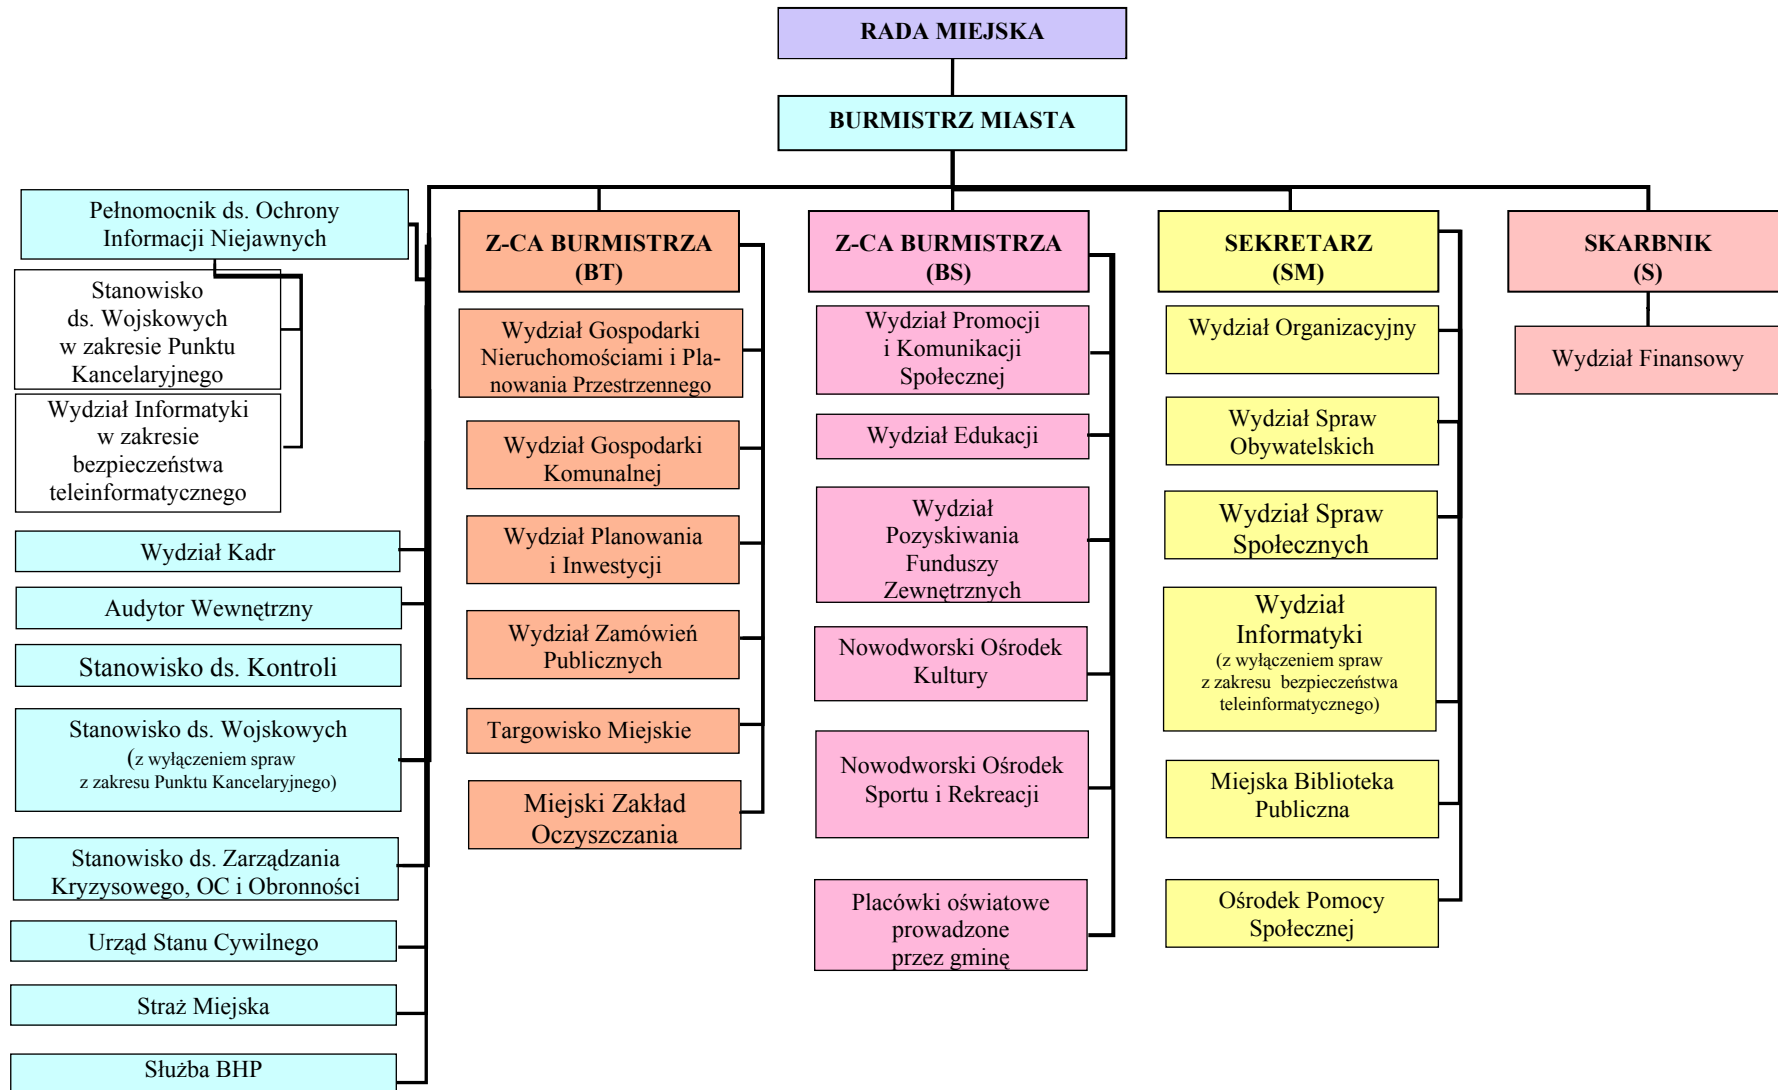 RADA MIEJSKA
BURMISTRZ MIASTA
Pełnomocnik ds. Ochrony
Informacji Niejawnych
Stanowisko
ds. Wojskowych
w zakresie Punktu
Kancelaryjnego
Wydział Informatyki
w zakresie
bezpieczeństwa
teleinformatycznego
Wydział Kadr
Audytor Wewnętrzny
Stanowisko ds. Kontroli
Stanowisko ds. Wojskowych
(z wyłączeniem spraw
z zakresu Punktu Kancelaryjnego)
Stanowisko ds. Zarządzania
Kryzysowego, OC i Obronności
Urząd Stanu Cywilnego
Straż Miejska
Służba BHP
Z-CA BURMISTRZA
(BT)
Wydział Gospodarki
Nieruchomościami i Pla-
nowania Przestrzennego
Wydział Gospodarki
Komunalnej
Wydział Planowania
i Inwestycji
Wydział Zamówień
Publicznych
Targowisko Miejskie
Miejski Zakład
Oczyszczania
Z-CA BURMISTRZA
(BS)
Wydział Promocji
i Komunikacji
Społecznej
Wydział Edukacji
Wydział
Pozyskiwania
Funduszy
Zewnętrznych
Nowodworski Ośrodek
Kultury
Nowodworski Ośrodek
Sportu i Rekreacji
Placówki oświatowe
prowadzone
przez gminę
SEKRETARZ
(SM)
Wydział Organizacyjny
Wydział Spraw
Obywatelskich
Wydział Spraw
Społecznych
Wydział
Informatyki
(z wyłączeniem spraw
z zakresu bezpieczeństwa
teleinformatycznego)
Miejska Biblioteka
Publiczna
Ośrodek Pomocy
Społecznej
SKARBNIK
(S)
Wydział Finansowy